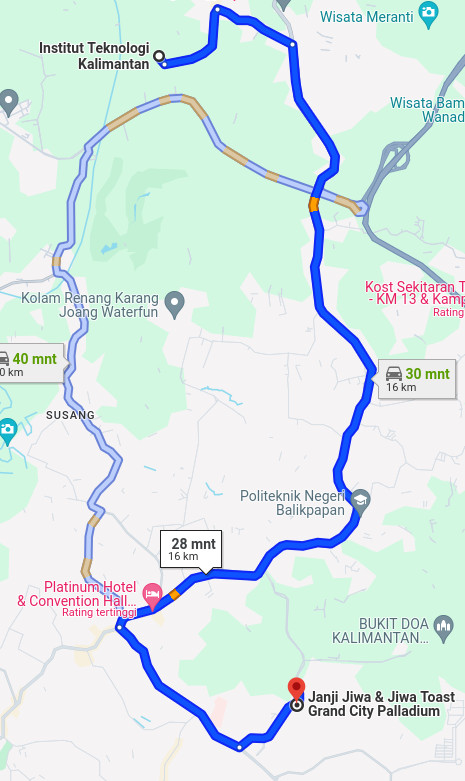 Wisata Meranti
Institut Teknologi
Kalimantan
Wisata Bam
Wanad
Kost Sekitaran T
- KM 13 & Kamp
Rating
Kolam Renang Karang
Joang Waterfun
40 mnt
0 km
30 mnt
16 km
SUSANG
Politeknik Negeri
Balikpapan
28 mnt
16 km
Platinum Hotel
& Convention Hall...
Rating tertinggi
BUKIT DOA
KALIMANTAN...
Janji Jiwa & Jiwa Toast
Grand City Palladium